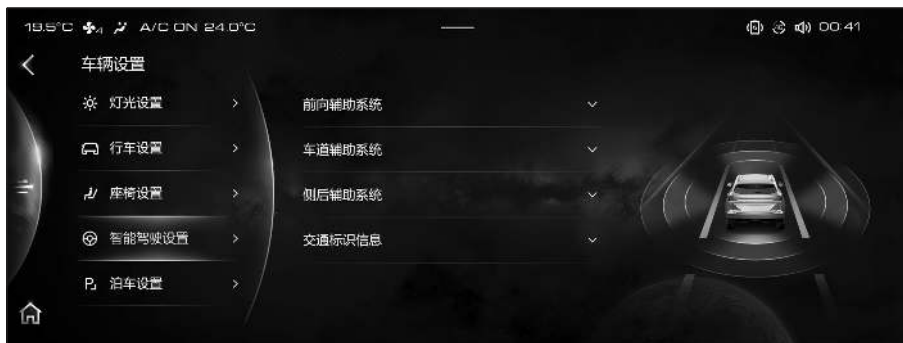 19.5°C 4 A/C ON 24.0°C 00:41
车辆设置
灯光设置
行车设置
座椅设置
智能驾驶设置
泊车设置
前向辅助系统
车道辅助系统
侧后辅助系统
交通标识信息